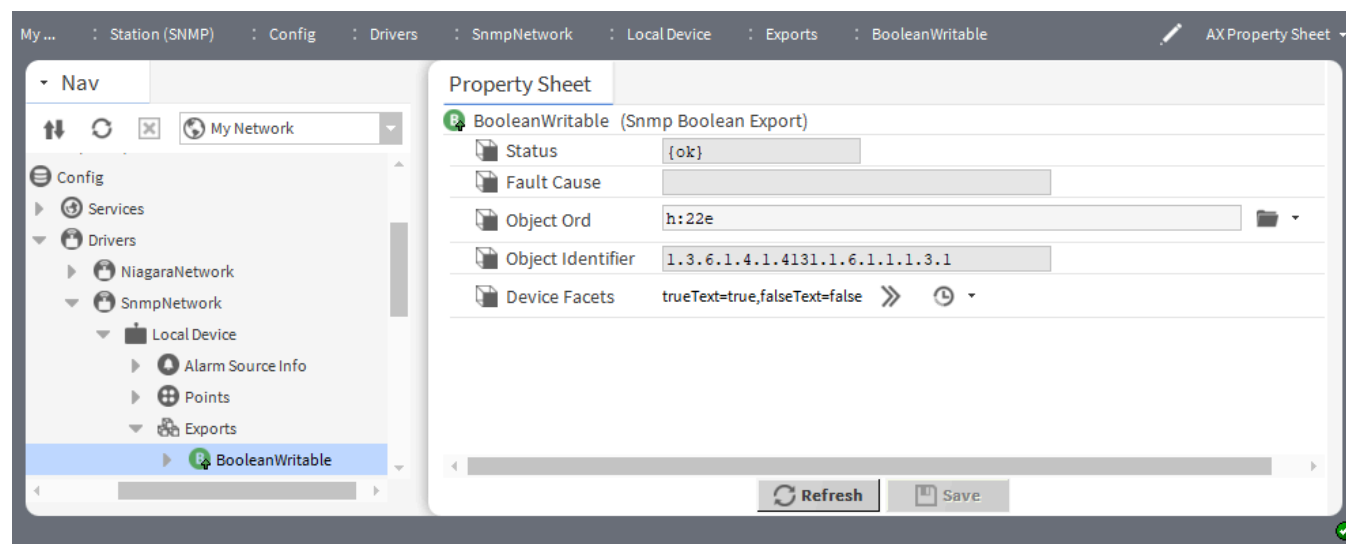 My ... : Station (SNMP) : Config : Drivers : SnmpNetwork : Local Device : Exports : BooleanWritable AX Property Sheet
Nav
My Network
Config
Services
Drivers
NiagaraNetwork
SnmpNetwork
Local Device
Alarm Source Info
Points
Exports
BooleanWritable
Property Sheet
BooleanWritable (Snmp Boolean Export)
Status {ok}
Fault Cause
Object Ord h:22e
Object Identifier 1.3.6.1.4.1.4131.1.6.1.1.1.3.1
Device Facets trueText=true,falseText=false
Refresh Save